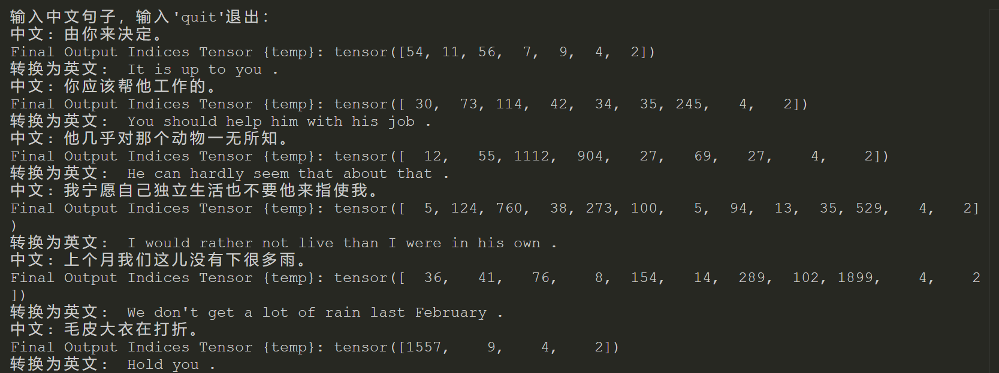 输入中文句子，输入'quit'退出：
中文：由你来决定。
Final Output Indices Tensor {temp}: tensor([54, 11, 56,  7,  9,  4,  2])
转换为英文： It is up to you .
中文：你应该帮他工作的。
Final Output Indices Tensor {temp}: tensor([ 30,  73, 114,  42,  34,  35, 245,   4,   2])
转换为英文： You should help him with his job .
中文：他几乎对那个动物一无所知。
Final Output Indices Tensor {temp}: tensor([  12,   55, 1112,  904,   27,   69,   27,    4,    2])
转换为英文： He can hardly seem that about that .
中文：我宁愿自己独立生活也不要他来指使我。
Final Output Indices Tensor {temp}: tensor([  5, 124, 760,  38, 273, 100,   5,  94,  13,  35, 529,   4,   2]
)
转换为英文： I would rather not live than I were in his own .
中文：上个月我们这儿没有下很多雨。
Final Output Indices Tensor {temp}: tensor([  36,   41,   76,    8,  154,   14,  289,  102, 1899,    4,    2
])
转换为英文： We don't get a lot of rain last February .
中文：毛皮大衣在打折。
Final Output Indices Tensor {temp}: tensor([1557,    9,    4,    2])
转换为英文： Hold you .